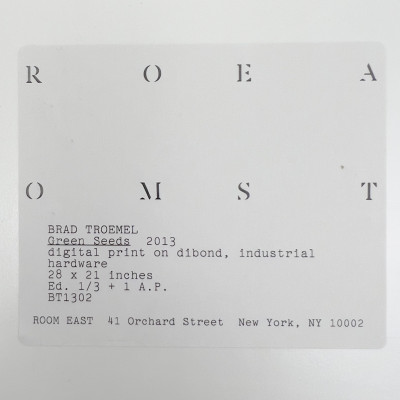 R O E A
O M S T
BRAD TROEMEL
Green Seeds 2013
digital print on dibond, industrial
hardware
28 x 21 inches
Ed. 1/3 + 1 A.P.
BT1302
ROOM EAST 41 Orchard Street New York, NY 10002